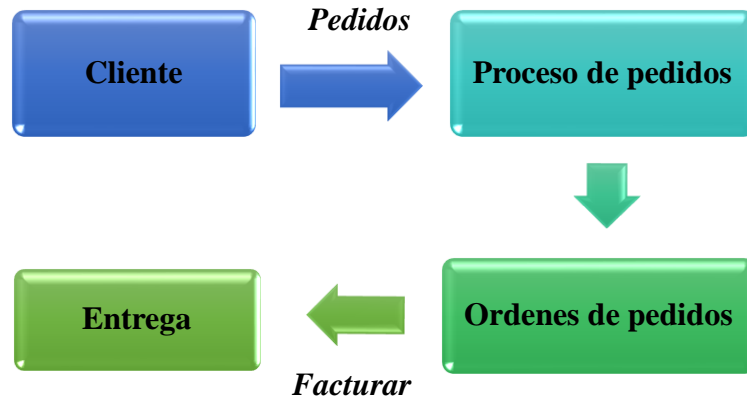 Pedidos
Cliente
Proceso de pedidos
Entrega
Ordenes de pedidos
Facturar